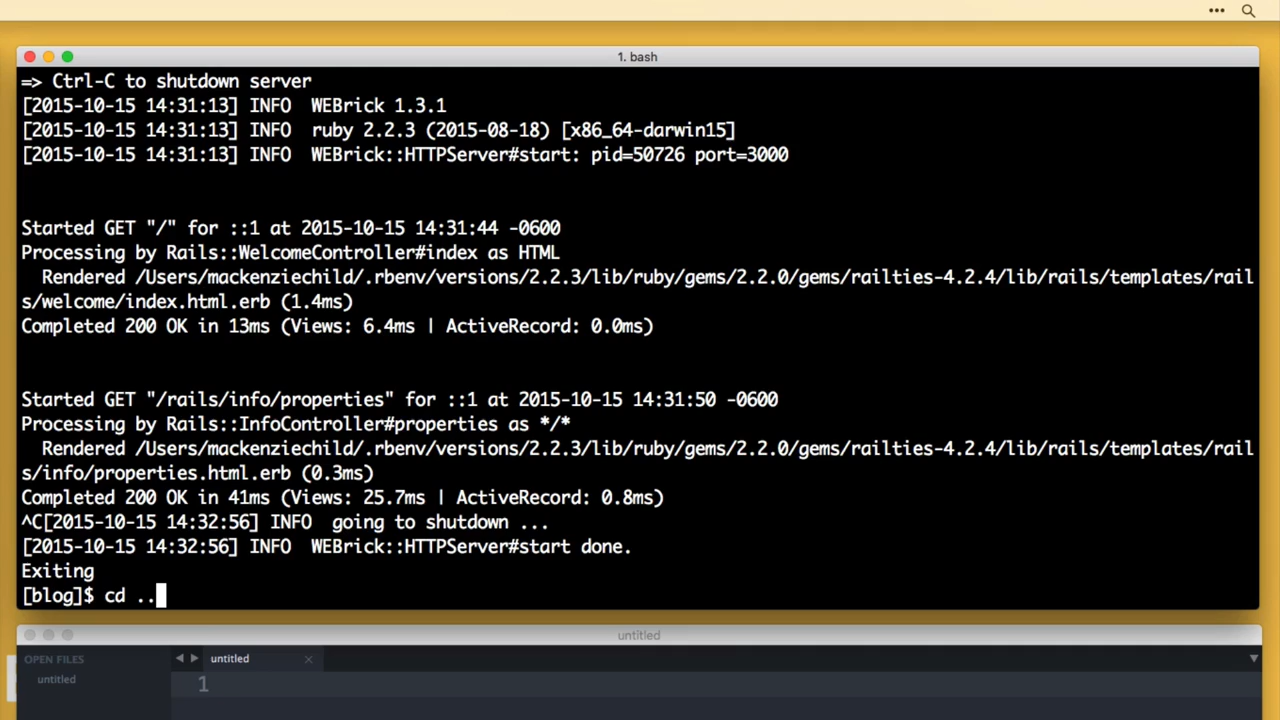 1. bash
=> Ctrl-C to shutdown server
[2015-10-15 14:31:13] INFO  WEBrick 1.3.1
[2015-10-15 14:31:13] INFO  ruby 2.2.3 (2015-08-18) [x86_64-darwin15]
[2015-10-15 14:31:13] INFO  WEBrick::HTTPServer#start: pid=50726 port=3000
Started GET "/" for ::1 at 2015-10-15 14:31:44 -0600
Processing by Rails::WelcomeController#index as HTML
  Rendered /Users/mackenziechild/.rbenv/versions/2.2.3/lib/ruby/gems/2.2.0/gems/railties-4.2.4/lib/rails/templates/rail
s/welcome/index.html.erb (1.4ms)
Completed 200 OK in 13ms (Views: 6.4ms | ActiveRecord: 0.0ms)
Started GET "/rails/info/properties" for ::1 at 2015-10-15 14:31:50 -0600
Processing by Rails::InfoController#properties as */*
  Rendered /Users/mackenziechild/.rbenv/versions/2.2.3/lib/ruby/gems/2.2.0/gems/railties-4.2.4/lib/rails/templates/rail
s/info/properties.html.erb (0.3ms)
Completed 200 OK in 41ms (Views: 25.7ms | ActiveRecord: 0.8ms)
^C[2015-10-15 14:32:56] INFO  going to shutdown ...
[2015-10-15 14:32:56] INFO  WEBrick::HTTPServer#start done.
Exiting
[blog]$ cd ..
untitled
OPEN FILES
untitled
untitled
1